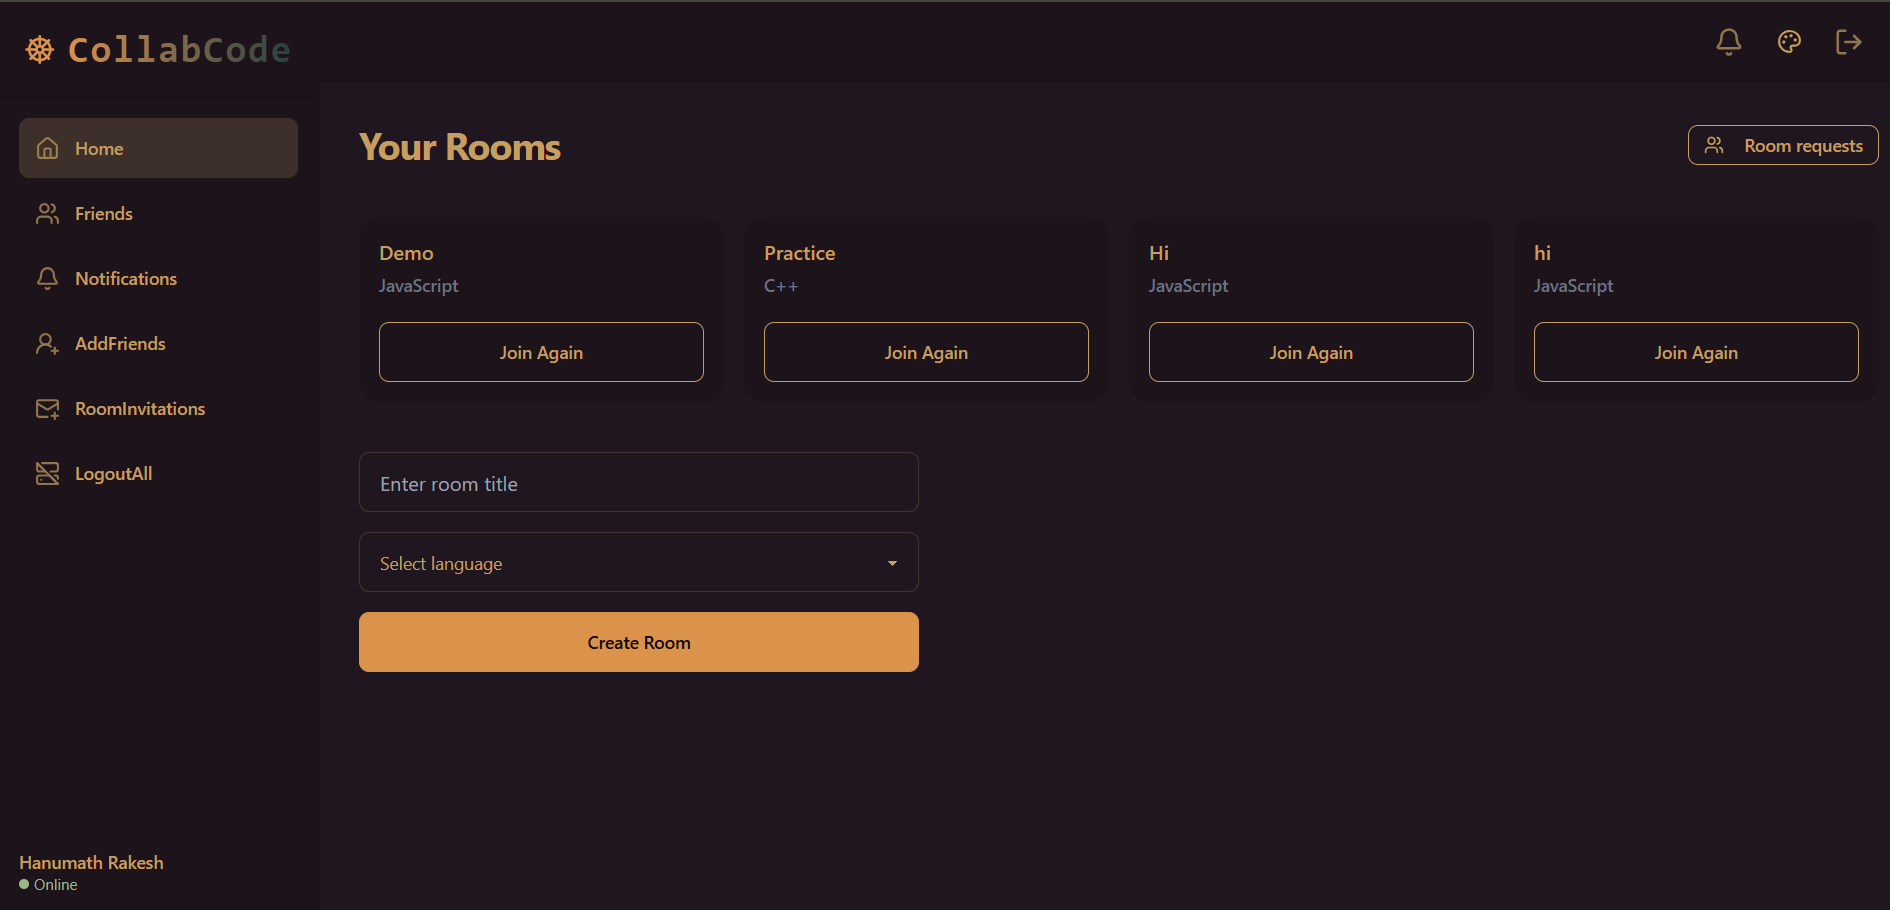 CollabCode
Home
Friends
Notifications
AddFriends
RoomInvitations
LogoutAll
Hanumath Rakesh
Online
Your Rooms
Room requests
Demo
JavaScript
Join Again
Practice
C++
Join Again
Hi
JavaScript
Join Again
hi
JavaScript
Join Again
Enter room title
Select language
Create Room